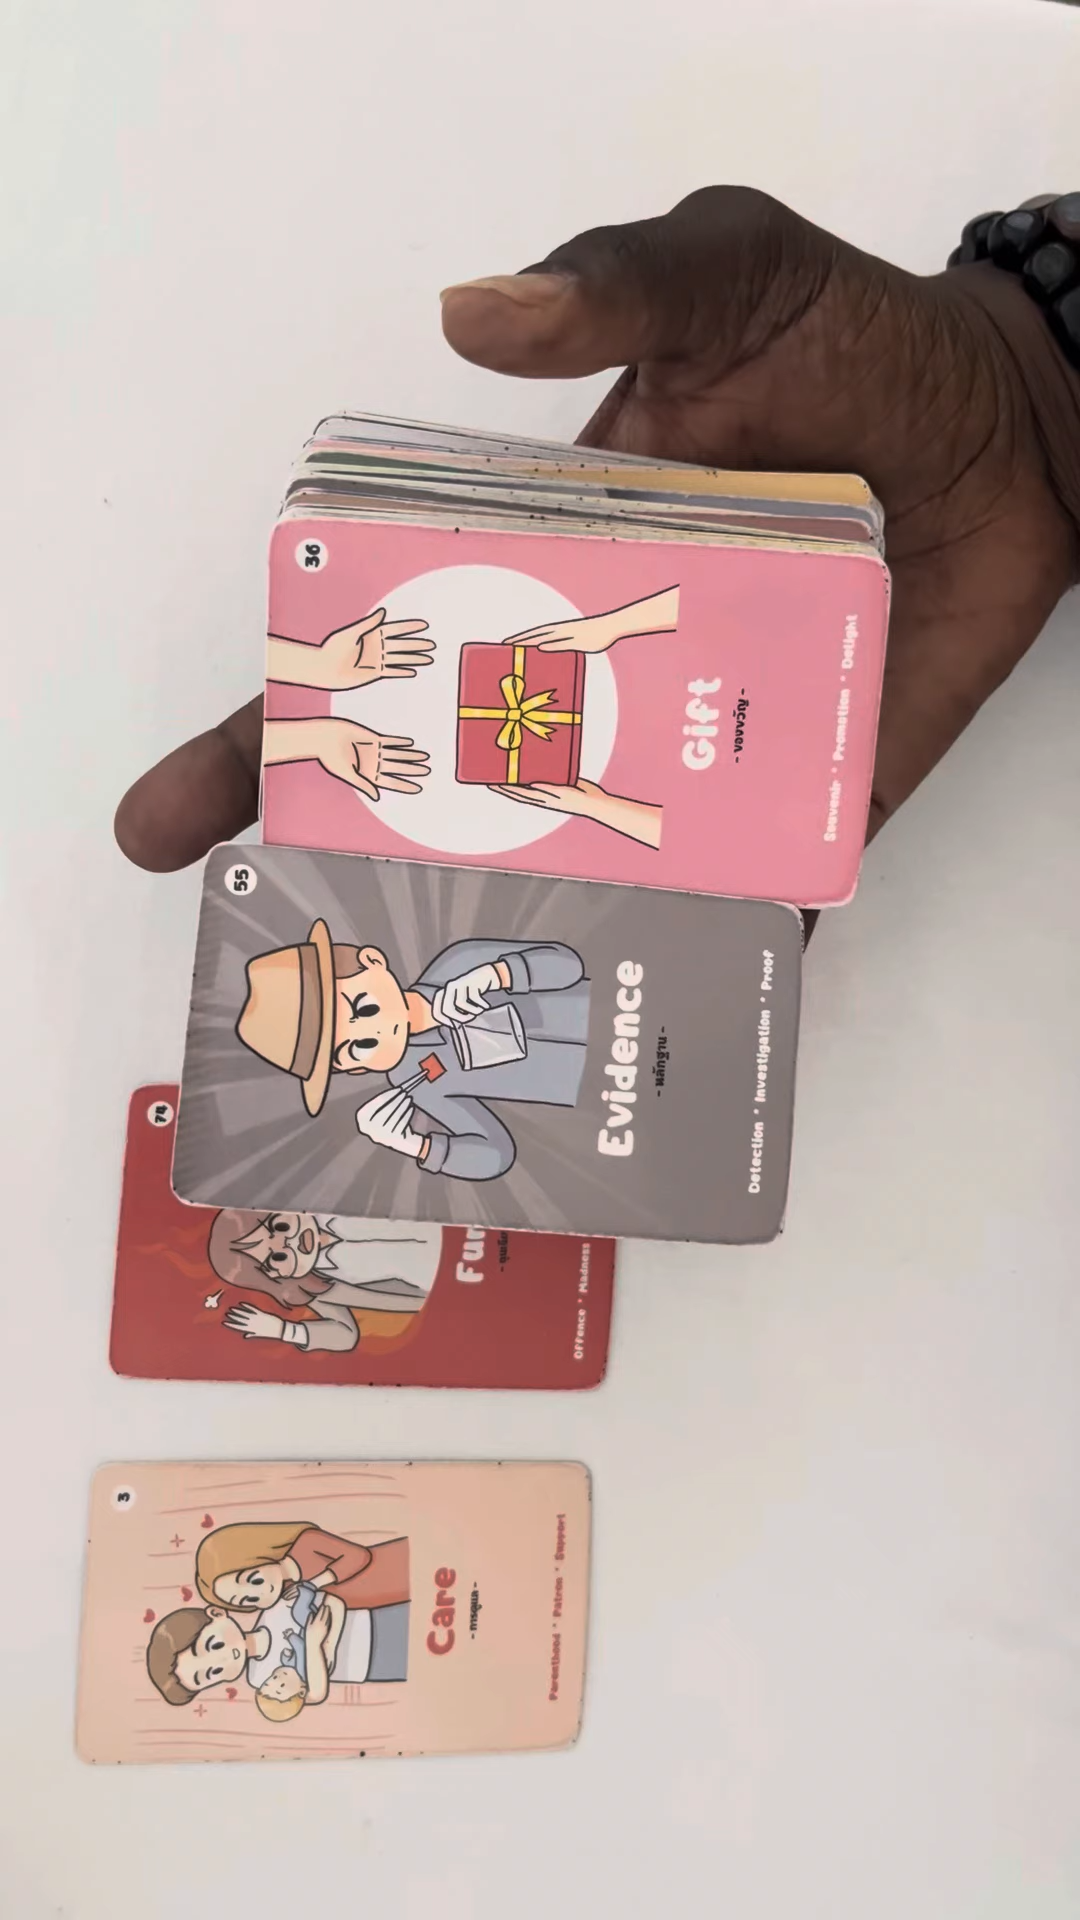 36
Gift
- ของขวัญ -
Souvenir * Promotion * Delight
55
Evidence
- หลักฐาน -
Detection * Investigation * Proof
74
Offence * Madness
3
Care
- การดูแล -
Parenthood * Patron * Support